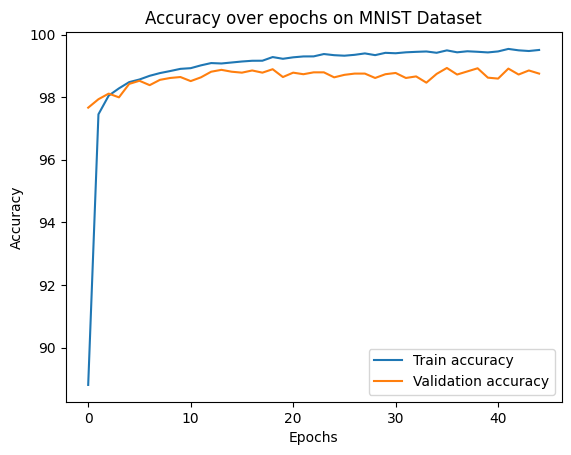 Accuracy over epochs on MNIST Dataset
100
98
96
94
92
90
Accuracy
0
10
20
30
40
Epochs
Train accuracy
Validation accuracy